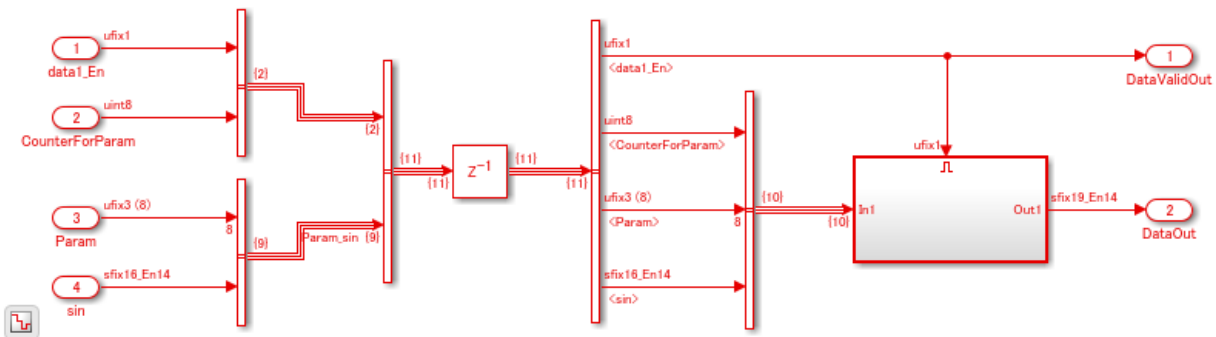 1
ufix1
data1_En
2
uint8
CounterForParam
{2}
{2}
3
ufix3 (8)
8
Param
4
sfix16_En14
sin
{9}
Param_sin {9}
{11}
{11}
Z-1
{11}
{11}
ufix1
<data1_En>
uint8
<CounterForParam>
ufix3 (8)
<Param>
8
sfix16_En14
<sin>
{10}
{10}
ufix1
In1
Out1
sfix19_En14
1
DataValidOut
2
DataOut